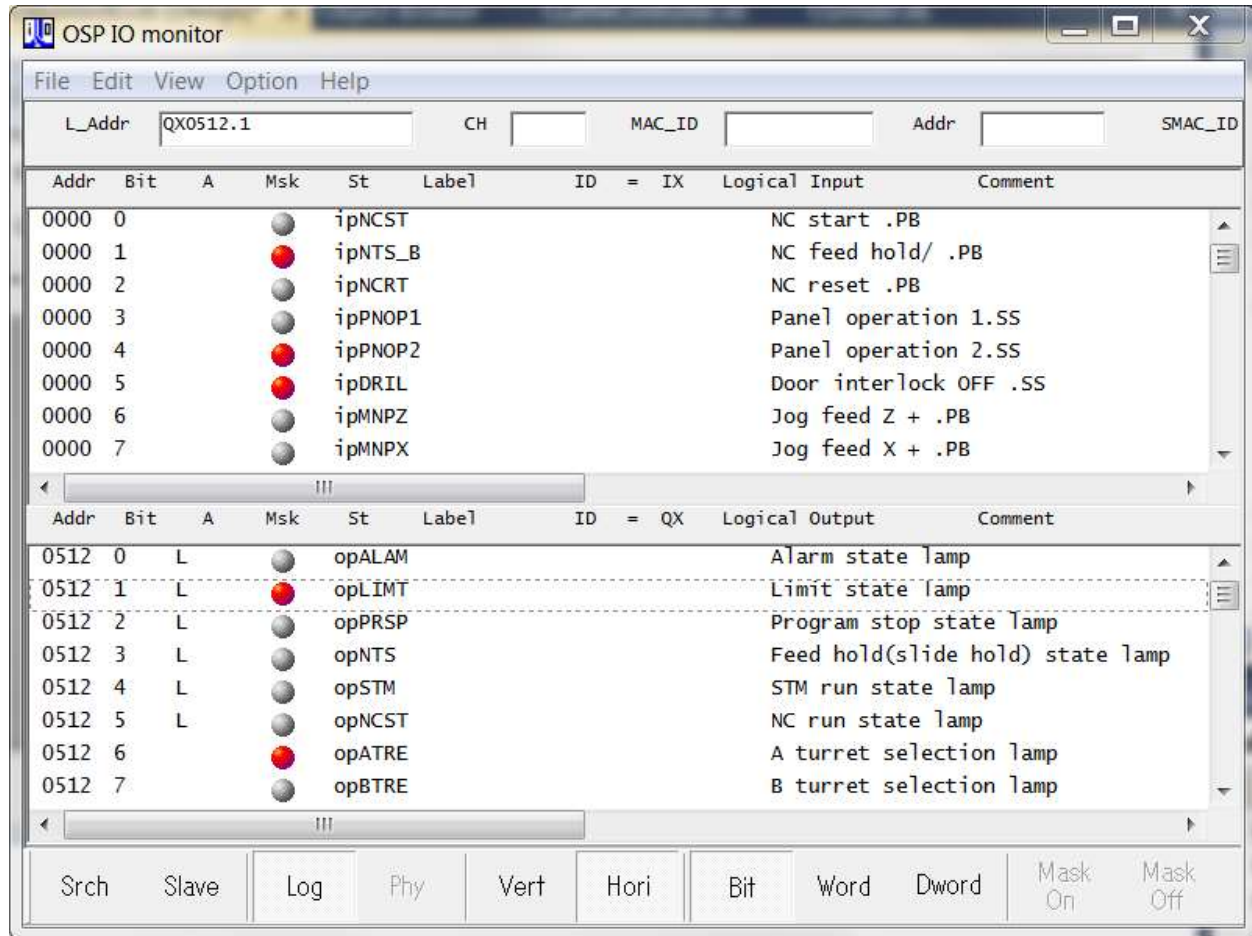 OSP IO monitor
File Edit View Option Help
L_Addr QX0512.1 CH MAC_ID Addr SMAC_ID
Addr Bit A Msk St Label ID = IX Logical Input Comment
0000 0 ipNCST NC start .PB
0000 1 ipNTS_B NC feed hold/ .PB
0000 2 ipNCRT NC reset .PB
0000 3 ipPNOP1 Panel operation 1.SS
0000 4 ipPNOP2 Panel operation 2.SS
0000 5 ipDRIL Door interlock OFF .SS
0000 6 ipMNPZ Jog feed Z + .PB
0000 7 ipMNPX Jog feed X + .PB
Addr Bit A Msk St Label ID = QX Logical Output Comment
0512 0 L opALAM Alarm state lamp
0512 1 L opLIMT Limit state lamp
0512 2 L opPRSP Program stop state lamp
0512 3 L opNTS Feed hold(slide hold) state lamp
0512 4 L opSTM STM run state lamp
0512 5 L opNCST NC run state lamp
0512 6 opATRE A turret selection lamp
0512 7 opBTRE B turret selection lamp
Srch Slave Log Phy Vert Hori Bit Word Dword Mask On Mask Off